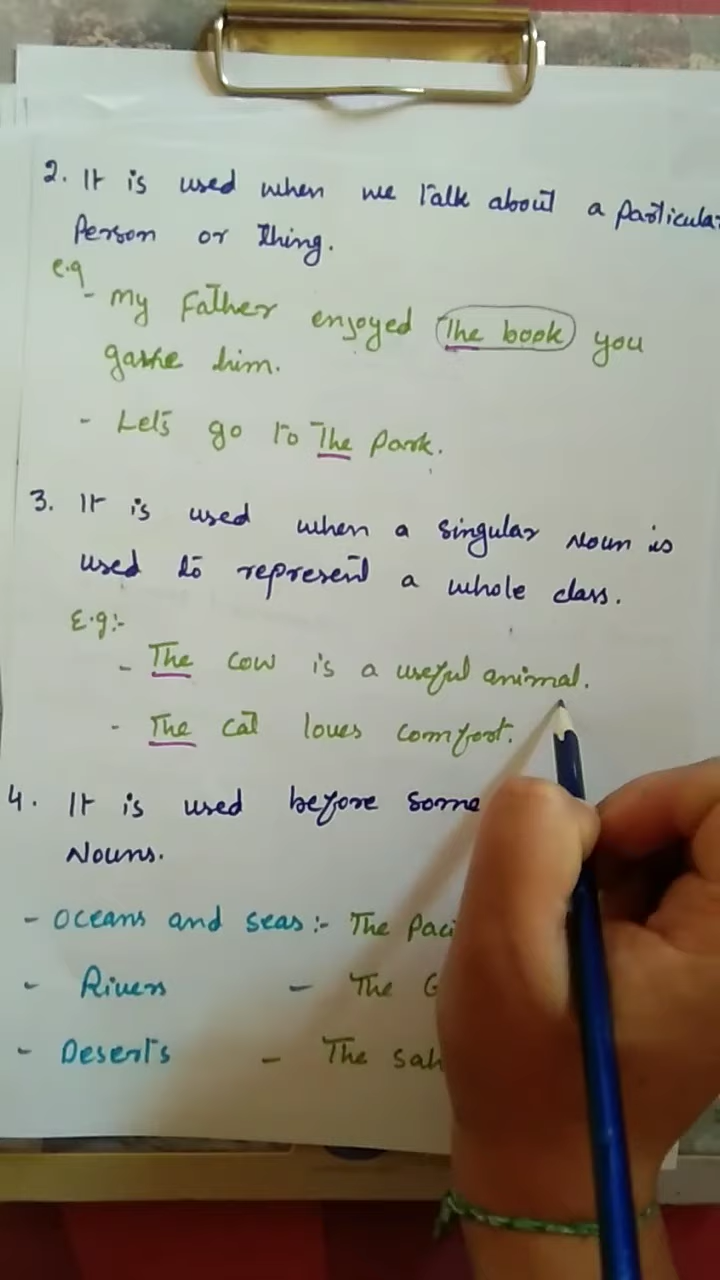 2. It is used when we talk about a particular
Person or thing.
e.g
- My Father enjoyed the book you
gave him.
- Let's go to The Park.
3. It is used when a singular Noun is
used to represent a whole class.
E.g:-
- The cow is a useful animal.
- The cat loves comfort.
4. It is used before some
Nouns.
- Oceans and seas:- The Paci
- Rivers - The G
- Deserts - The Sah